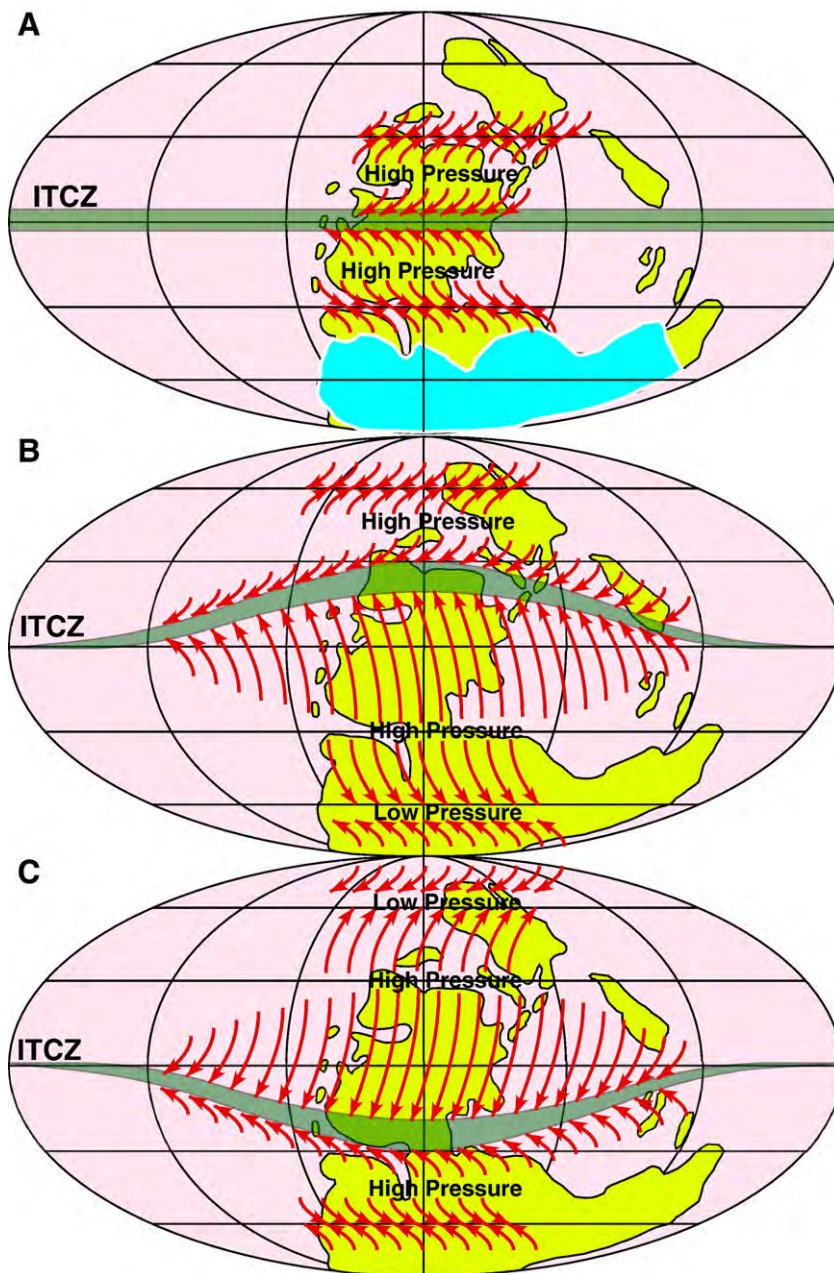 A
High Pressure
ITCZ
High Pressure
B
High Pressure
ITCZ
High Pressure
Low Pressure
C
Low Pressure
High Pressure
ITCZ
High Pressure